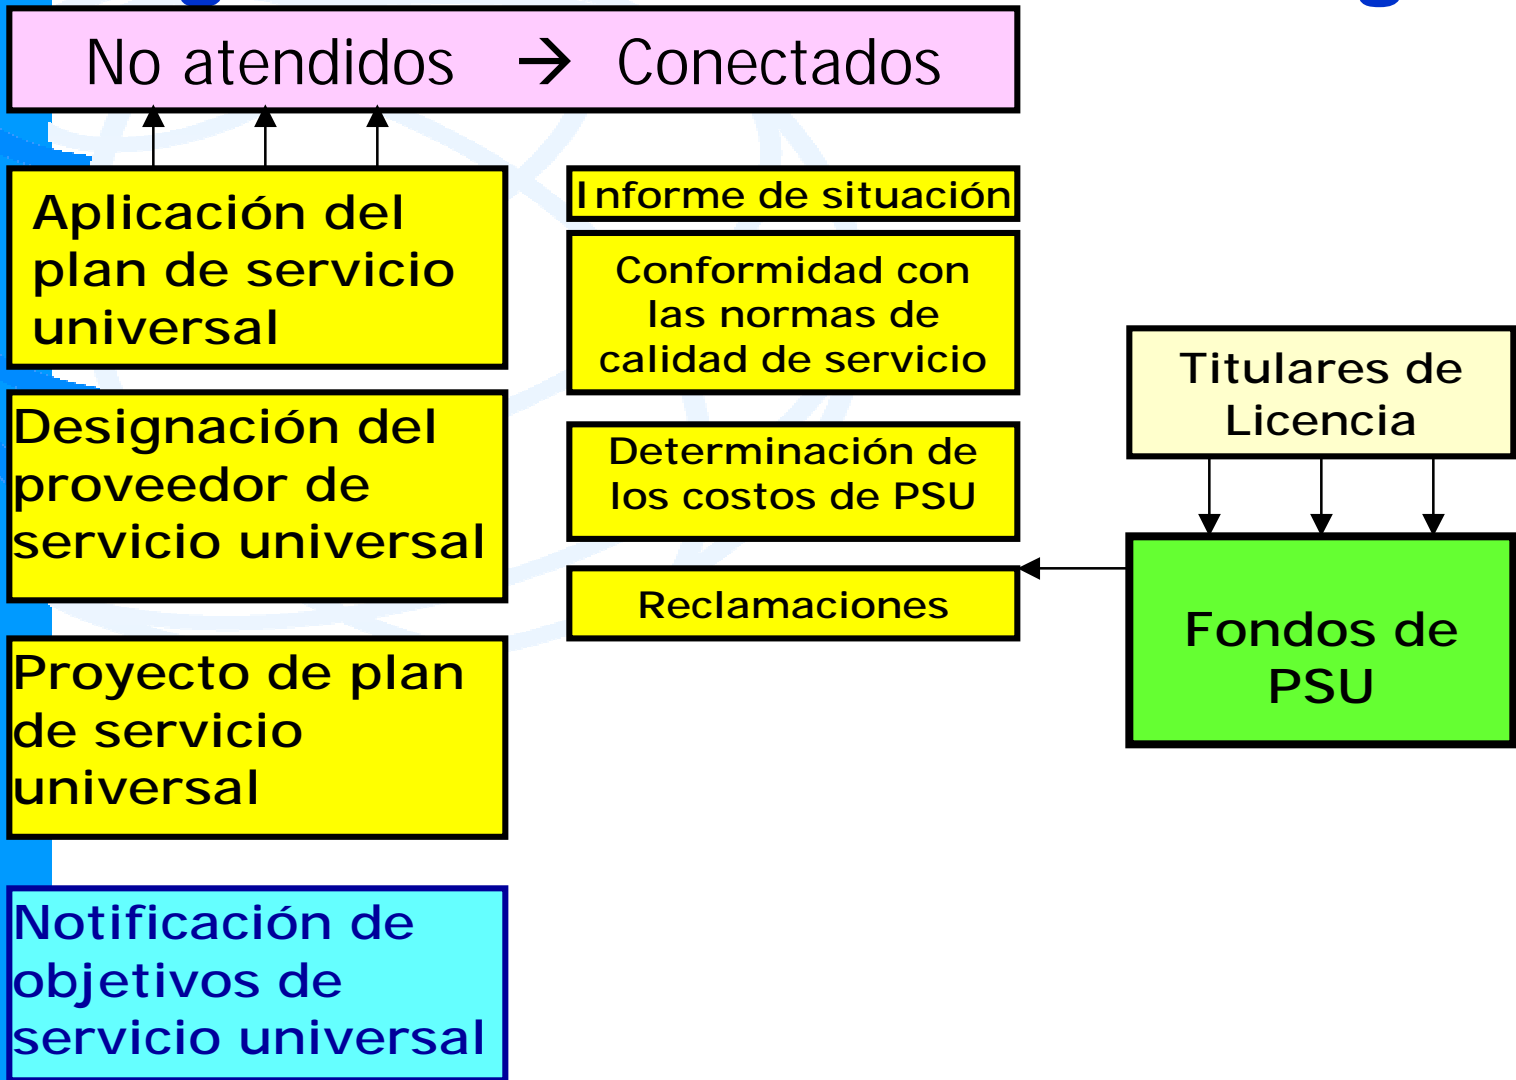 No atendidos → Conectados
Aplicación del
plan de servicio
universal
Designación del
proveedor de
servicio universal
Proyecto de plan
de servicio
universal
Notificación de
objetivos de
servicio universal
Informe de situación
Conformidad con
las normas de
calidad de servicio
Determinación de
los costos de PSU
Reclamaciones
Titulares de
Licencia
Fondos de
PSU